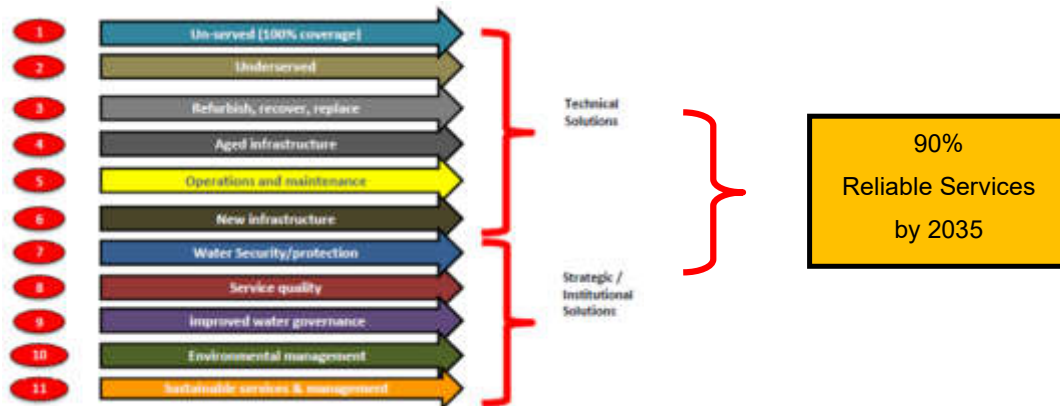 1
Un-served (100% coverage)
2
Underserved
3
Refurbish, recover, replace
4
Aged infrastructure
5
Operations and maintenance
6
New infrastructure
7
Water Security/protection
8
Service quality
9
improved water governance
10
Environmental management
11
Sustainable services & management
Technical
Solutions
Strategic /
Institutional
Solutions
90%
Reliable Services
by 2035